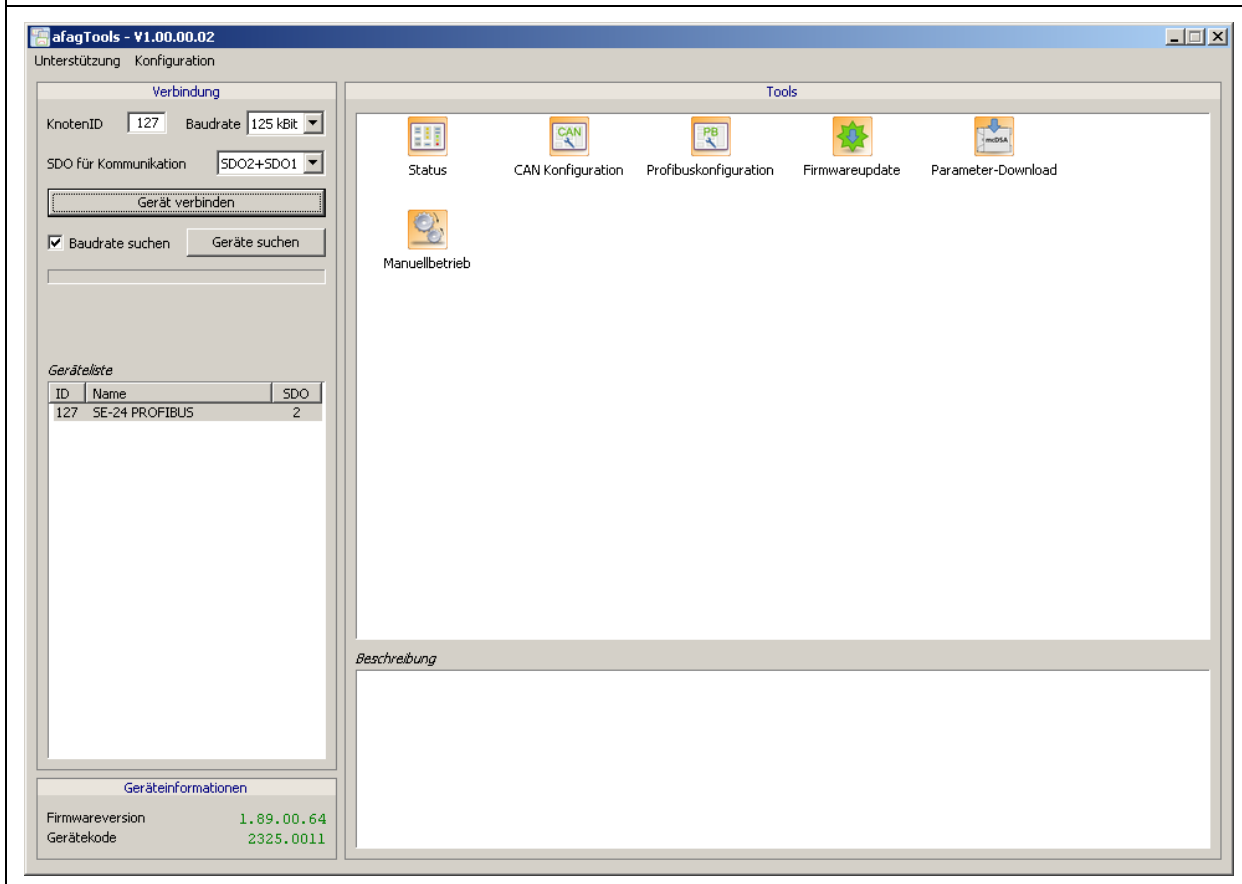 afagTools - V1.00.00.02
Unterstützung Konfiguration
Verbindung
KnotenID 127 Baudrate 125 kBit
SDO für Kommunikation SDO2+SDO1
Gerät verbinden
Baudrate suchen Geräte suchen
Geräteliste
ID Name SDO
127 SE-24 PROFIBUS 2
Geräteinformationen
Firmwareversion 1.89.00.64
Gerätekode 2325.0011
Tools
CAN
PB
mcDSA
Status CAN Konfiguration Profibuskonfiguration Firmwareupdate Parameter-Download
Manuellbetrieb
Beschreibung